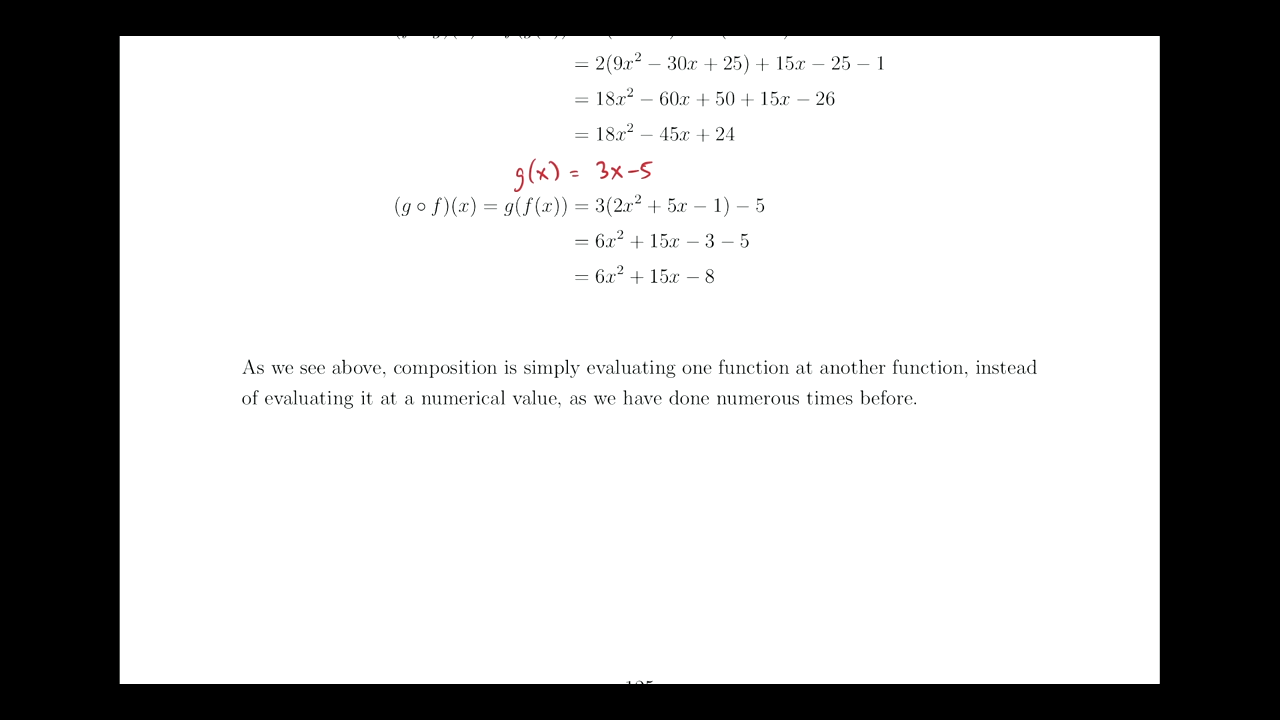 = 2(9x² − 30x + 25) + 15x − 25 − 1
= 18x² − 60x + 50 + 15x − 26
= 18x² − 45x + 24
g(x) = 3x-5
(g ∘ f)(x) = g(f(x)) = 3(2x² + 5x − 1) − 5
= 6x² + 15x − 3 − 5
= 6x² + 15x − 8
As we see above, composition is simply evaluating one function at another function, instead
of evaluating it at a numerical value, as we have done numerous times before.